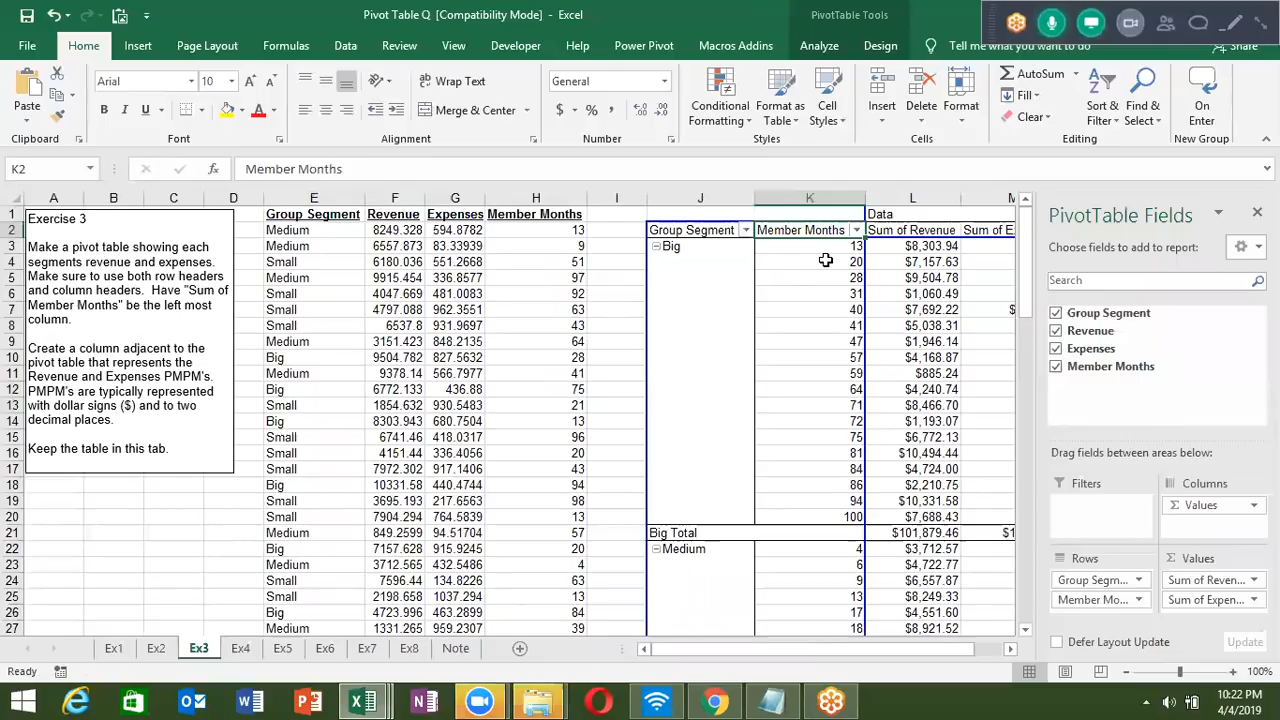 Pivot Table Q  [Compatibility Mode]  -  Excel
PivotTable Tools
File Home Insert Page Layout Formulas Data Review View Developer Help Power Pivot Macros Addins Analyze Design Tell me what you want to do Share
Paste
Clipboard
Arial 10
B I U
Font
Wrap Text
Merge & Center
Alignment
General
$ % ,
Number
Conditional Formatting
Format as Table
Cell Styles
Styles
Insert Delete Format
Cells
AutoSum
Fill
Clear
Sort & Filter
Find & Select
Editing
On Enter
New Group
K2 fx Member Months
A B C D E F G H I J K L M
Exercise 3
Make a pivot table showing each
segments revenue and expenses.
Make sure to use both row headers
and column headers.  Have "Sum of
Member Months" be the left most
column.
Create a column adjacent to the
pivot table that represents the
Revenue and Expenses PMPM's.
PMPM's are typically represented
with dollar signs ($) and to two
decimal places.
Keep the table in this tab.
1 Group Segment Revenue Expenses Member Months Data
2 Medium 8249.328 594.8782 13 Group Segment Member Months Sum of Revenue Sum of E
3 Medium 6557.873 83.33939 9 Big 13 $8,303.94
4 Small 6180.036 551.2668 51 20 $7,157.63
5 Medium 9915.454 336.8577 97 28 $9,504.78
6 Small 4047.669 481.0083 92 31 $1,060.49
7 Small 4797.088 962.3551 63 40 $7,692.22 $
8 Small 6537.8 931.9697 43 41 $5,038.31
9 Medium 3151.423 848.2135 64 47 $1,946.14
10 Big 9504.782 827.5632 28 57 $4,168.87
11 Medium 9378.14 566.7977 41 59 $885.24
12 Big 6772.133 436.88 75 64 $4,240.74
13 Small 1854.632 930.5483 21 71 $8,466.70
14 Big 8303.943 680.7504 13 72 $1,193.07
15 Small 6741.46 418.0317 96 75 $6,772.13
16 Small 4151.44 336.4056 20 81 $10,494.44
17 Small 7972.302 917.1406 43 84 $4,724.00
18 Big 10331.58 440.4744 94 86 $2,210.75
19 Small 3695.193 217.6563 98 94 $10,331.58
20 Small 7904.294 764.5839 13 100 $7,688.43
21 Medium 849.2599 94.51704 57 Big Total $101,879.46 $1
22 Big 7157.628 915.9245 20 Medium 4 $3,712.57
23 Medium 3712.565 432.5486 4 6 $4,722.77
24 Small 7596.44 134.8226 63 9 $6,557.87
25 Small 2198.658 1037.294 13 13 $8,249.33
26 Big 4723.996 463.2899 84 17 $4,551.60
27 Medium 1331.265 959.2307 39 18 $8,921.52
PivotTable Fields
Choose fields to add to report:
Search
Group Segment
Revenue
Expenses
Member Months
Drag fields between areas below:
Filters
Columns
Σ Values
Rows
Group Segm...
Member Mo...
Σ Values
Sum of Reven...
Sum of Expen...
Defer Layout Update
Update
Ex1 Ex2 Ex3 Ex4 Ex5 Ex6 Ex7 Ex8 Note
Ready
100%
10:22 PM
4/4/2019